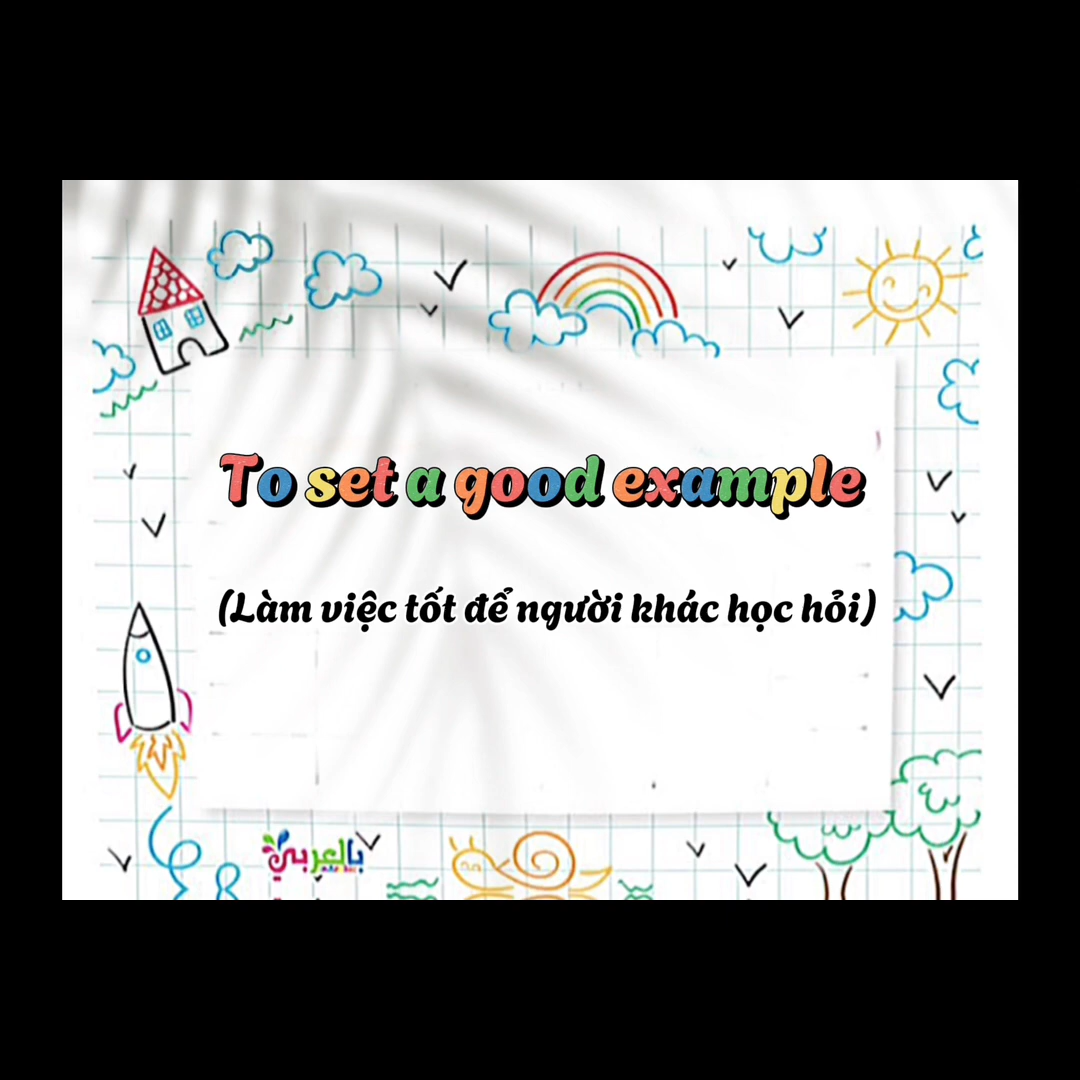 To set a good example
(Làm việc tốt để người khác học hỏi)
بالعربي